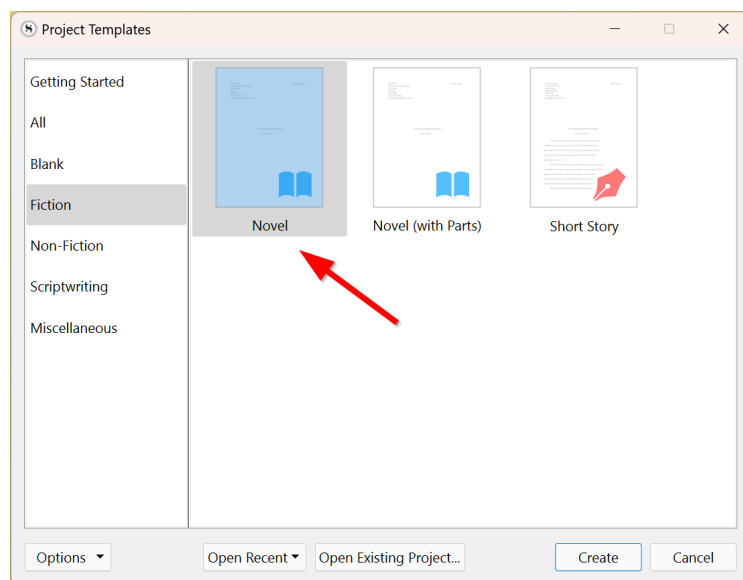 Project Templates
Getting Started
All
Blank
Fiction
Non-Fiction
Scriptwriting
Miscellaneous
Novel
Novel (with Parts)
Short Story
Options
Open Recent
Open Existing Project...
Create
Cancel